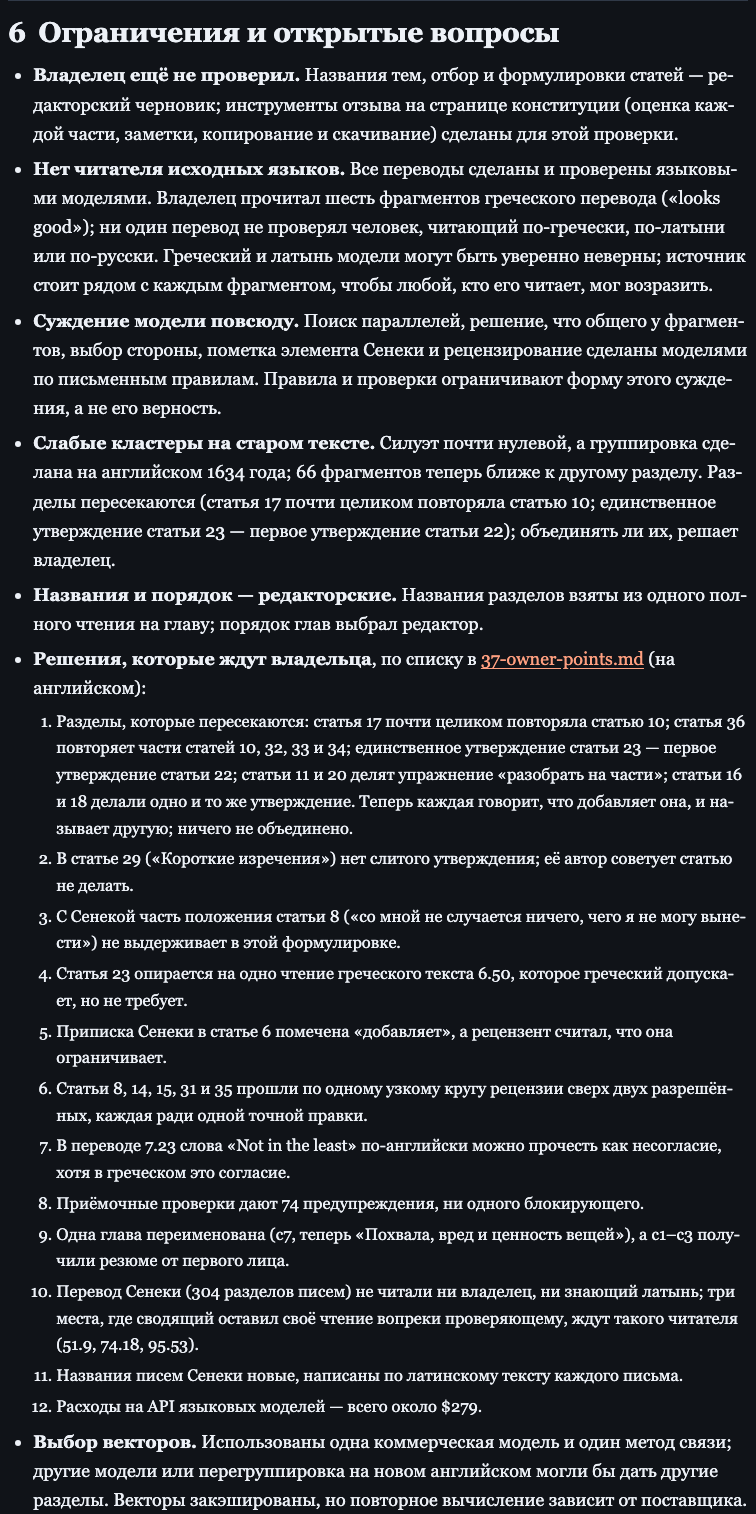 6 Ограничения и открытые вопросы
• Владелец ещё не проверил. Названия тем, отбор и формулировки статей — ре-
дакторский черновик; инструменты отзыва на странице конституции (оценка каж-
дой части, заметки, копирование и скачивание) сделаны для этой проверки.
• Нет читателя исходных языков. Все переводы сделаны и проверены языковы-
ми моделями. Владелец прочитал шесть фрагментов греческого перевода («looks
good»); ни один перевод не проверял человек, читающий по-гречески, по-латыни
или по-русски. Греческий и латынь модели могут быть уверенно неверны; источник
стоит рядом с каждым фрагментом, чтобы любой, кто его читает, мог возразить.
• Суждение модели повсюду. Поиск параллелей, решение, что общего у фрагмен-
тов, выбор стороны, пометка элемента Сенеки и рецензирование сделаны моделями
по письменным правилам. Правила и проверки ограничивают форму этого сужде-
ния, а не его верность.
• Слабые кластеры на старом тексте. Силуэт почти нулевой, а группировка сде-
лана на английском 1634 года; 66 фрагментов теперь ближе к другому разделу. Раз-
делы пересекаются (статья 17 почти целиком повторяла статью 10; единственное
утверждение статьи 23 — первое утверждение статьи 22); объединять ли их, решает
владелец.
• Названия и порядок — редакторские. Названия разделов взяты из одного пол-
ного чтения на главу; порядок глав выбрал редактор.
• Решения, которые ждут владельца, по списку в 37-owner-points.md (на
английском):
1. Разделы, которые пересекаются: статья 17 почти целиком повторяла статью 10; статья 36
повторяет части статей 10, 32, 33 и 34; единственное утверждение статьи 23 — первое
утверждение статьи 22; статьи 11 и 20 делят упражнение «разобрать на части»; статьи 16
и 18 делали одно и то же утверждение. Теперь каждая говорит, что добавляет она, и на-
зывает другую; ничего не объединено.
2. В статье 29 («Короткие изречения») нет слитого утверждения; её автор советует статью
не делать.
3. С Сенекой часть положения статьи 8 («со мной не случается ничего, чего я не могу выне-
сти») не выдерживает в этой формулировке.
4. Статья 23 опирается на одно чтение греческого текста 6.50, которое греческий допуска-
ет, но не требует.
5. Приписка Сенеки в статье 6 помечена «добавляет», а рецензент считал, что она
ограничивает.
6. Статьи 8, 14, 15, 31 и 35 прошли по одному узкому кругу рецензии сверх двух разрешён-
ных, каждая ради одной точной правки.
7. В переводе 7.23 слова «Not in the least» по-английски можно прочесть как несогласие,
хотя в греческом это согласие.
8. Приёмочные проверки дают 74 предупреждения, ни одного блокирующего.
9. Одна глава переименована (c7, теперь «Похвала, вред и ценность вещей»), а c1–c3 полу-
чили резюме от первого лица.
10. Перевод Сенеки (304 разделов писем) не читали ни владелец, ни знающий латынь; три
места, где сводящий оставил своё чтение вопреки проверяющему, ждут такого читателя
(51.9, 74.18, 95.53).
11. Названия писем Сенеки новые, написаны по латинскому тексту каждого письма.
12. Расходы на API языковых моделей — всего около $279.
• Выбор векторов. Использованы одна коммерческая модель и один метод связи;
другие модели или перегруппировка на новом английском могли бы дать другие
разделы. Векторы закэшированы, но повторное вычисление зависит от поставщика.